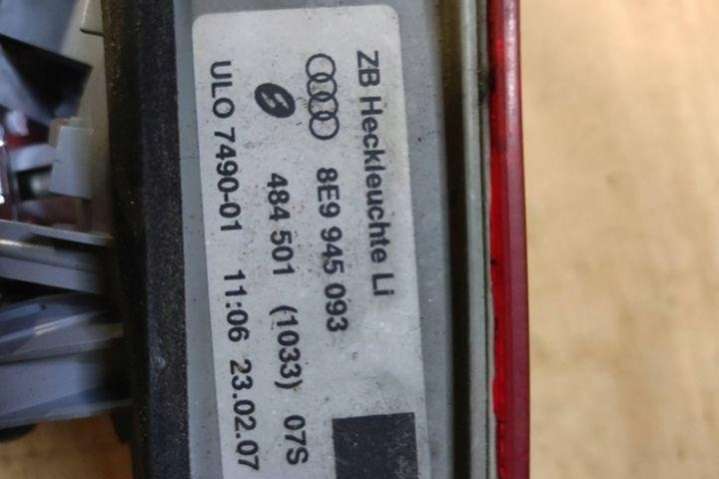 ZB Heckleuchte Li
8E9 945 093
484 501 (1033) 07S
ULO 7490-01 11:06 23.02.07